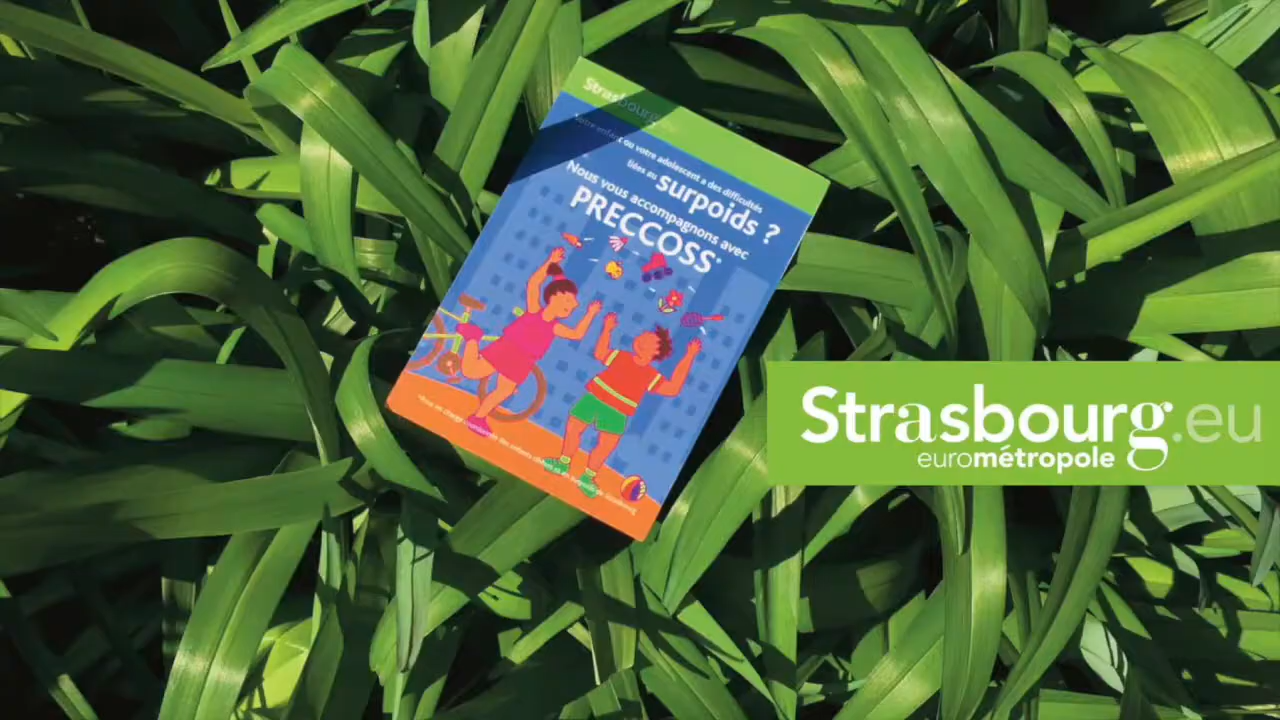 Strasbourg
Votre enfant ou votre adolescent a des difficultés
liées au surpoids ?
Nous vous accompagnons avec
PRECCOSS*
Strasbourg.eu
eurométropole